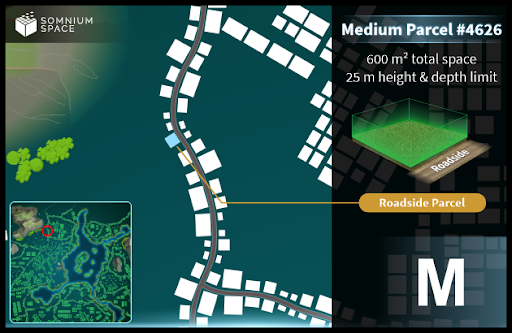 SOMNIUM
SPACE
Medium Parcel #4626
600 m² total space
25 m height & depth limit
Roadside
Roadside Parcel
M